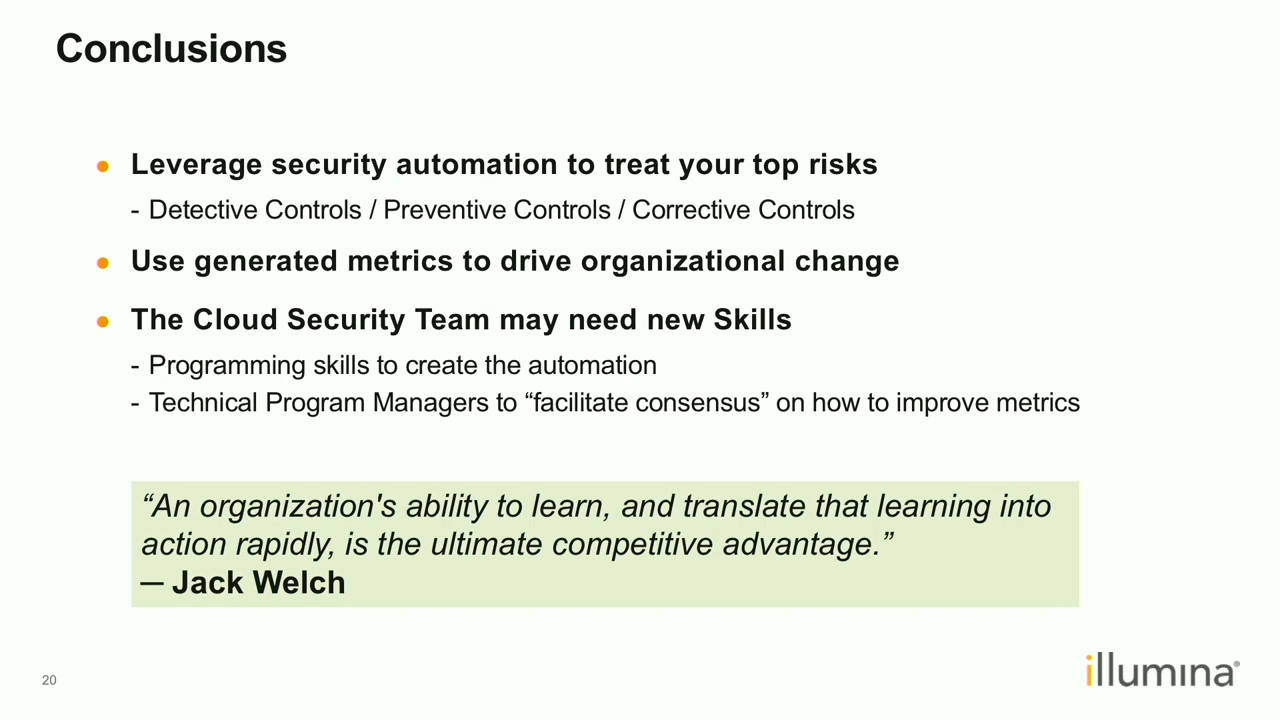 Conclusions
● Leverage security automation to treat your top risks
- Detective Controls / Preventive Controls / Corrective Controls
● Use generated metrics to drive organizational change
● The Cloud Security Team may need new Skills
- Programming skills to create the automation
- Technical Program Managers to “facilitate consensus” on how to improve metrics
“An organization's ability to learn, and translate that learning into
action rapidly, is the ultimate competitive advantage.”
─ Jack Welch
20
illumina®